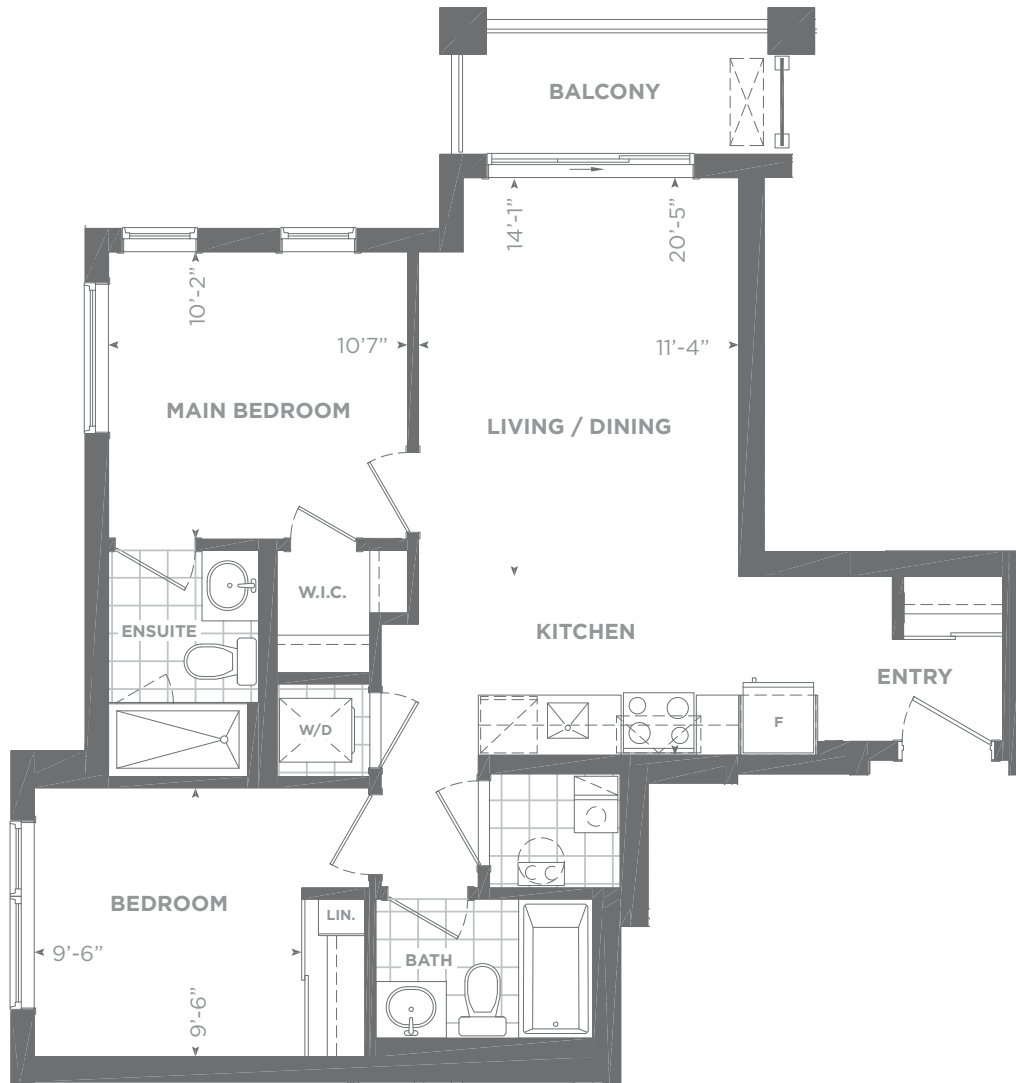 BALCONY
14’-1”
20’-5”
10’-2”
10’7”
11’-4”
MAIN BEDROOM
LIVING / DINING
W.I.C.
ENSUITE
KITCHEN
ENTRY
W/D
F
BEDROOM
LIN.
9’-6”
BATH
9’-6”